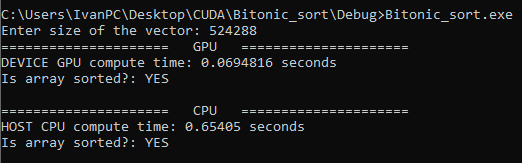 C:\Users\IvanPC\Desktop\CUDA\Bitonic_sort\Debug>Bitonic_sort.exe
Enter size of the vector: 524288
==================== GPU ====================
DEVICE GPU compute time: 0.0694816 seconds
Is array sorted?: YES
==================== CPU ====================
HOST CPU compute time: 0.65405 seconds
Is array sorted?: YES